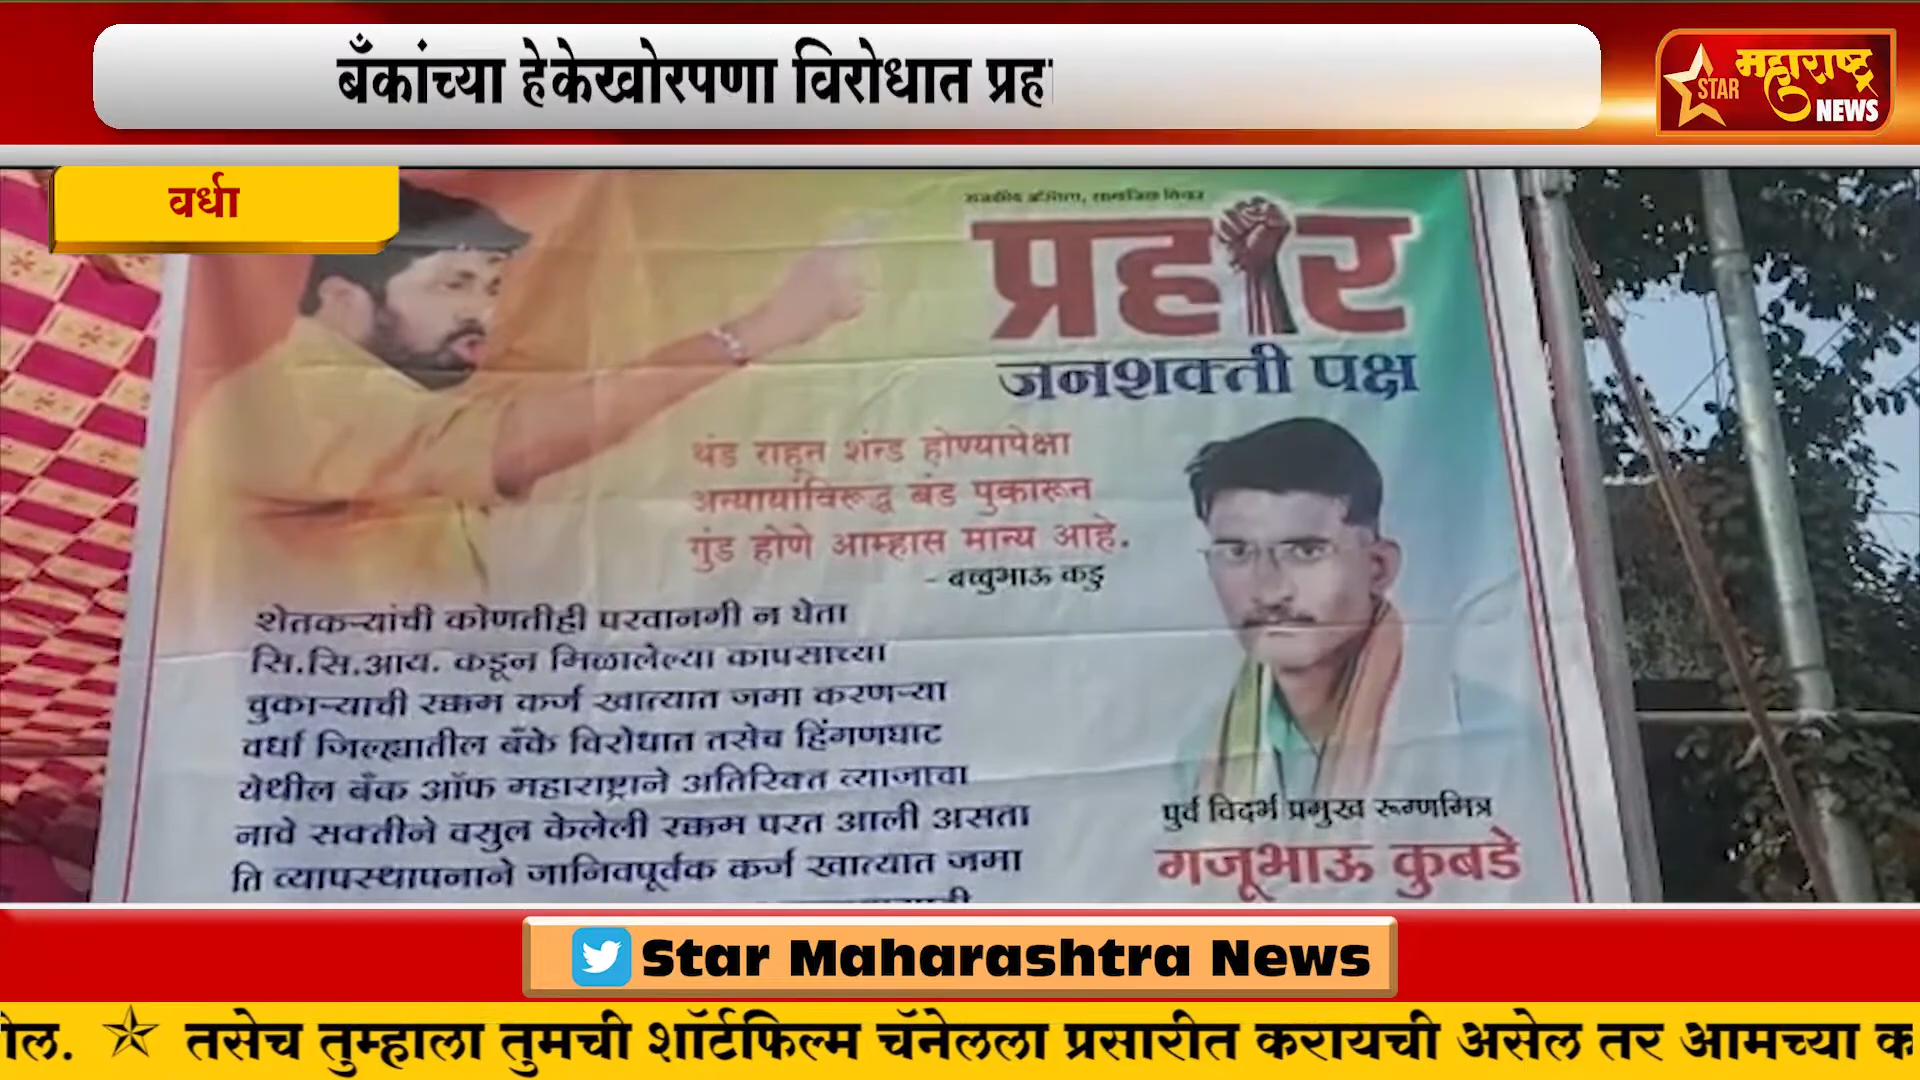 बँकांच्या हेकेखोरपणा विरोधात प्रह
STAR
महाराष्ट्र
NEWS
वर्धा
राजकीय अस्मिता, सामाजिक विचार
प्रहार
जनशक्ती पक्ष
थंड राहून शंन्ड होण्यापेक्षा
अन्यायाविरूद्ध बंड पुकारून
गुंड होणे आम्हास मान्य आहे.
- बच्चुभाऊ कडु
शेतकऱ्यांची कोणतीही परवानगी न घेता
सि.सि.आय. कडून मिळालेल्या कापसाच्या
चुकाऱ्याची रक्कम कर्ज खात्यात जमा करणऱ्या
वर्धा जिल्ह्यातील बँके विरोधात तसेच हिंगणघाट
येथील बँक ऑफ महाराष्ट्राने अतिरिक्त व्याजाचा
नावे सक्तीने वसुल केलेली रक्कम परत आली असता
ति व्यापस्थापनाने जानिवपूर्वक कर्ज खात्यात जमा
पुर्व विदर्भ प्रमुख रूग्णमित्र
गजूभाऊ कुबडे
Star Maharashtra News
ोल. तसेच तुम्हाला तुमची शॉर्टफिल्म चॅनेलला प्रसारीत करायची असेल तर आमच्या क